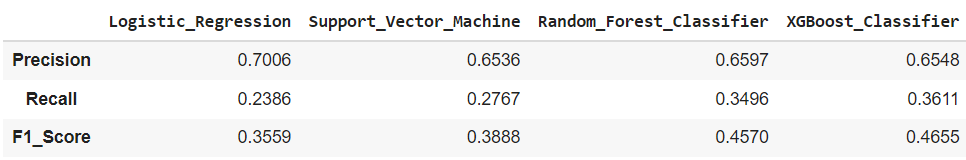 Logistic_Regression Support_Vector_Machine Random_Forest_Classifier XGBoost_Classifier
Precision 0.7006 0.6536 0.6597 0.6548
Recall 0.2386 0.2767 0.3496 0.3611
F1_Score 0.3559 0.3888 0.4570 0.4655